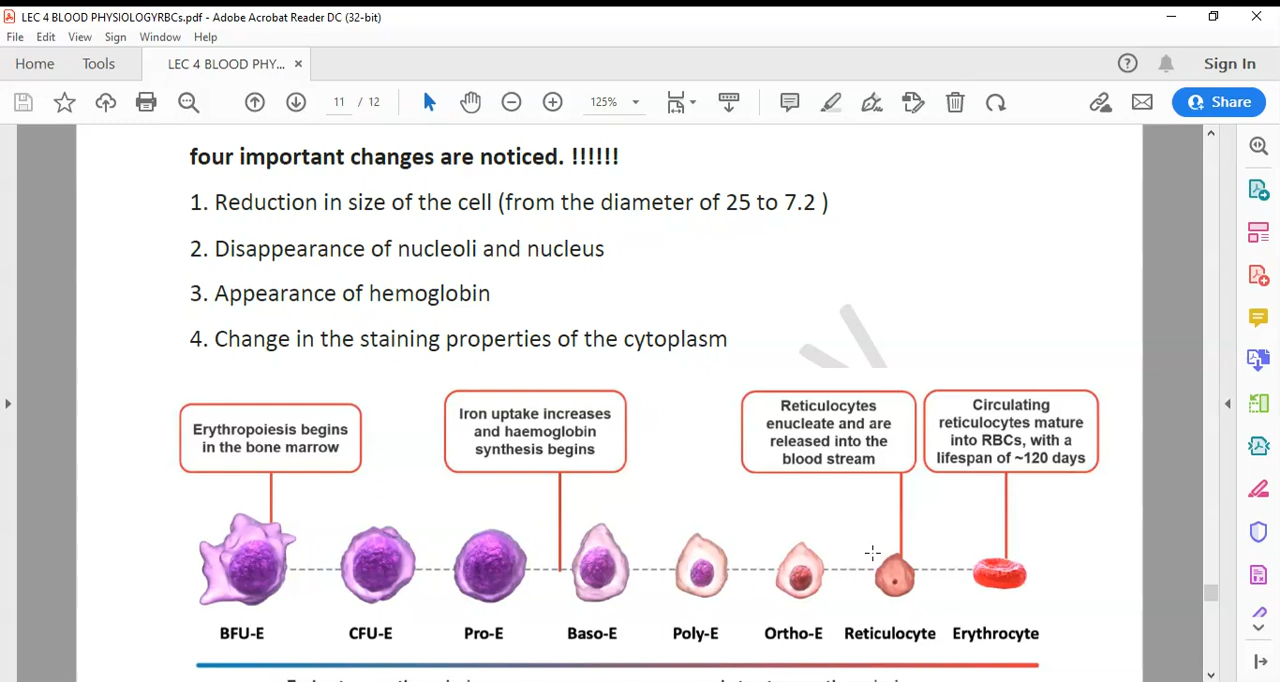 LEC 4 BLOOD PHYSIOLOGYRBCs.pdf - Adobe Acrobat Reader DC (32-bit)
File Edit View Sign Window Help
Home Tools LEC 4 BLOOD PHY... × Sign In
11 / 12 125% Share
four important changes are noticed. !!!!!!
1. Reduction in size of the cell (from the diameter of 25 to 7.2 )
2. Disappearance of nucleoli and nucleus
3. Appearance of hemoglobin
4. Change in the staining properties of the cytoplasm
Erythropoiesis begins
in the bone marrow
Iron uptake increases
and haemoglobin
synthesis begins
Reticulocytes
enucleate and are
released into the
blood stream
Circulating
reticulocytes mature
into RBCs, with a
lifespan of ~120 days
BFU-E CFU-E Pro-E Baso-E Poly-E Ortho-E Reticulocyte Erythrocyte